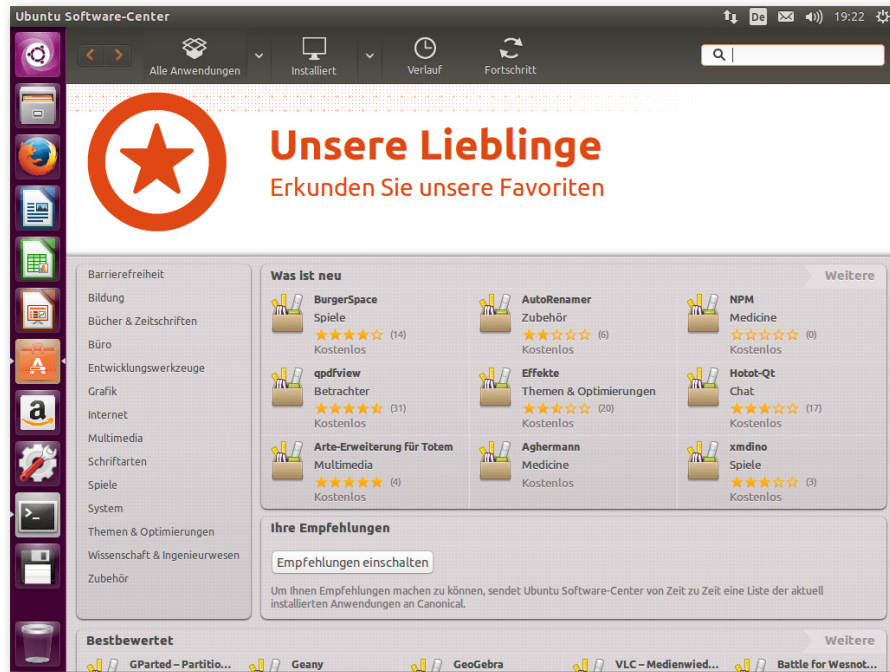 Ubuntu Software-Center
De
19:22
Alle Anwendungen
Installiert
Verlauf
Fortschritt
Unsere Lieblinge
Erkunden Sie unsere Favoriten
Barrierefreiheit
Bildung
Bücher & Zeitschriften
Büro
Entwicklungswerkzeuge
Grafik
Internet
Multimedia
Schriftarten
Spiele
System
Themen & Optimierungen
Wissenschaft & Ingenieurwesen
Zubehör
Was ist neu
Weitere
BurgerSpace
Spiele
(14)
Kostenlos
AutoRenamer
Zubehör
(6)
Kostenlos
NPM
Medicine
(0)
Kostenlos
qpdfview
Betrachter
(31)
Kostenlos
Effekte
Themen & Optimierungen
(20)
Kostenlos
Hotot-Qt
Chat
(17)
Kostenlos
Arte-Erweiterung für Totem
Multimedia
(4)
Kostenlos
Aghermann
Medicine
Kostenlos
xmdino
Spiele
(3)
Kostenlos
Ihre Empfehlungen
Empfehlungen einschalten
Um Ihnen Empfehlungen machen zu können, sendet Ubuntu Software-Center von Zeit zu Zeit eine Liste der aktuell
installierten Anwendungen an Canonical.
Bestbewertet
Weitere
GParted – Partitio...
Geany
GeoGebra
VLC – Medienwied...
Battle for Wesnot...